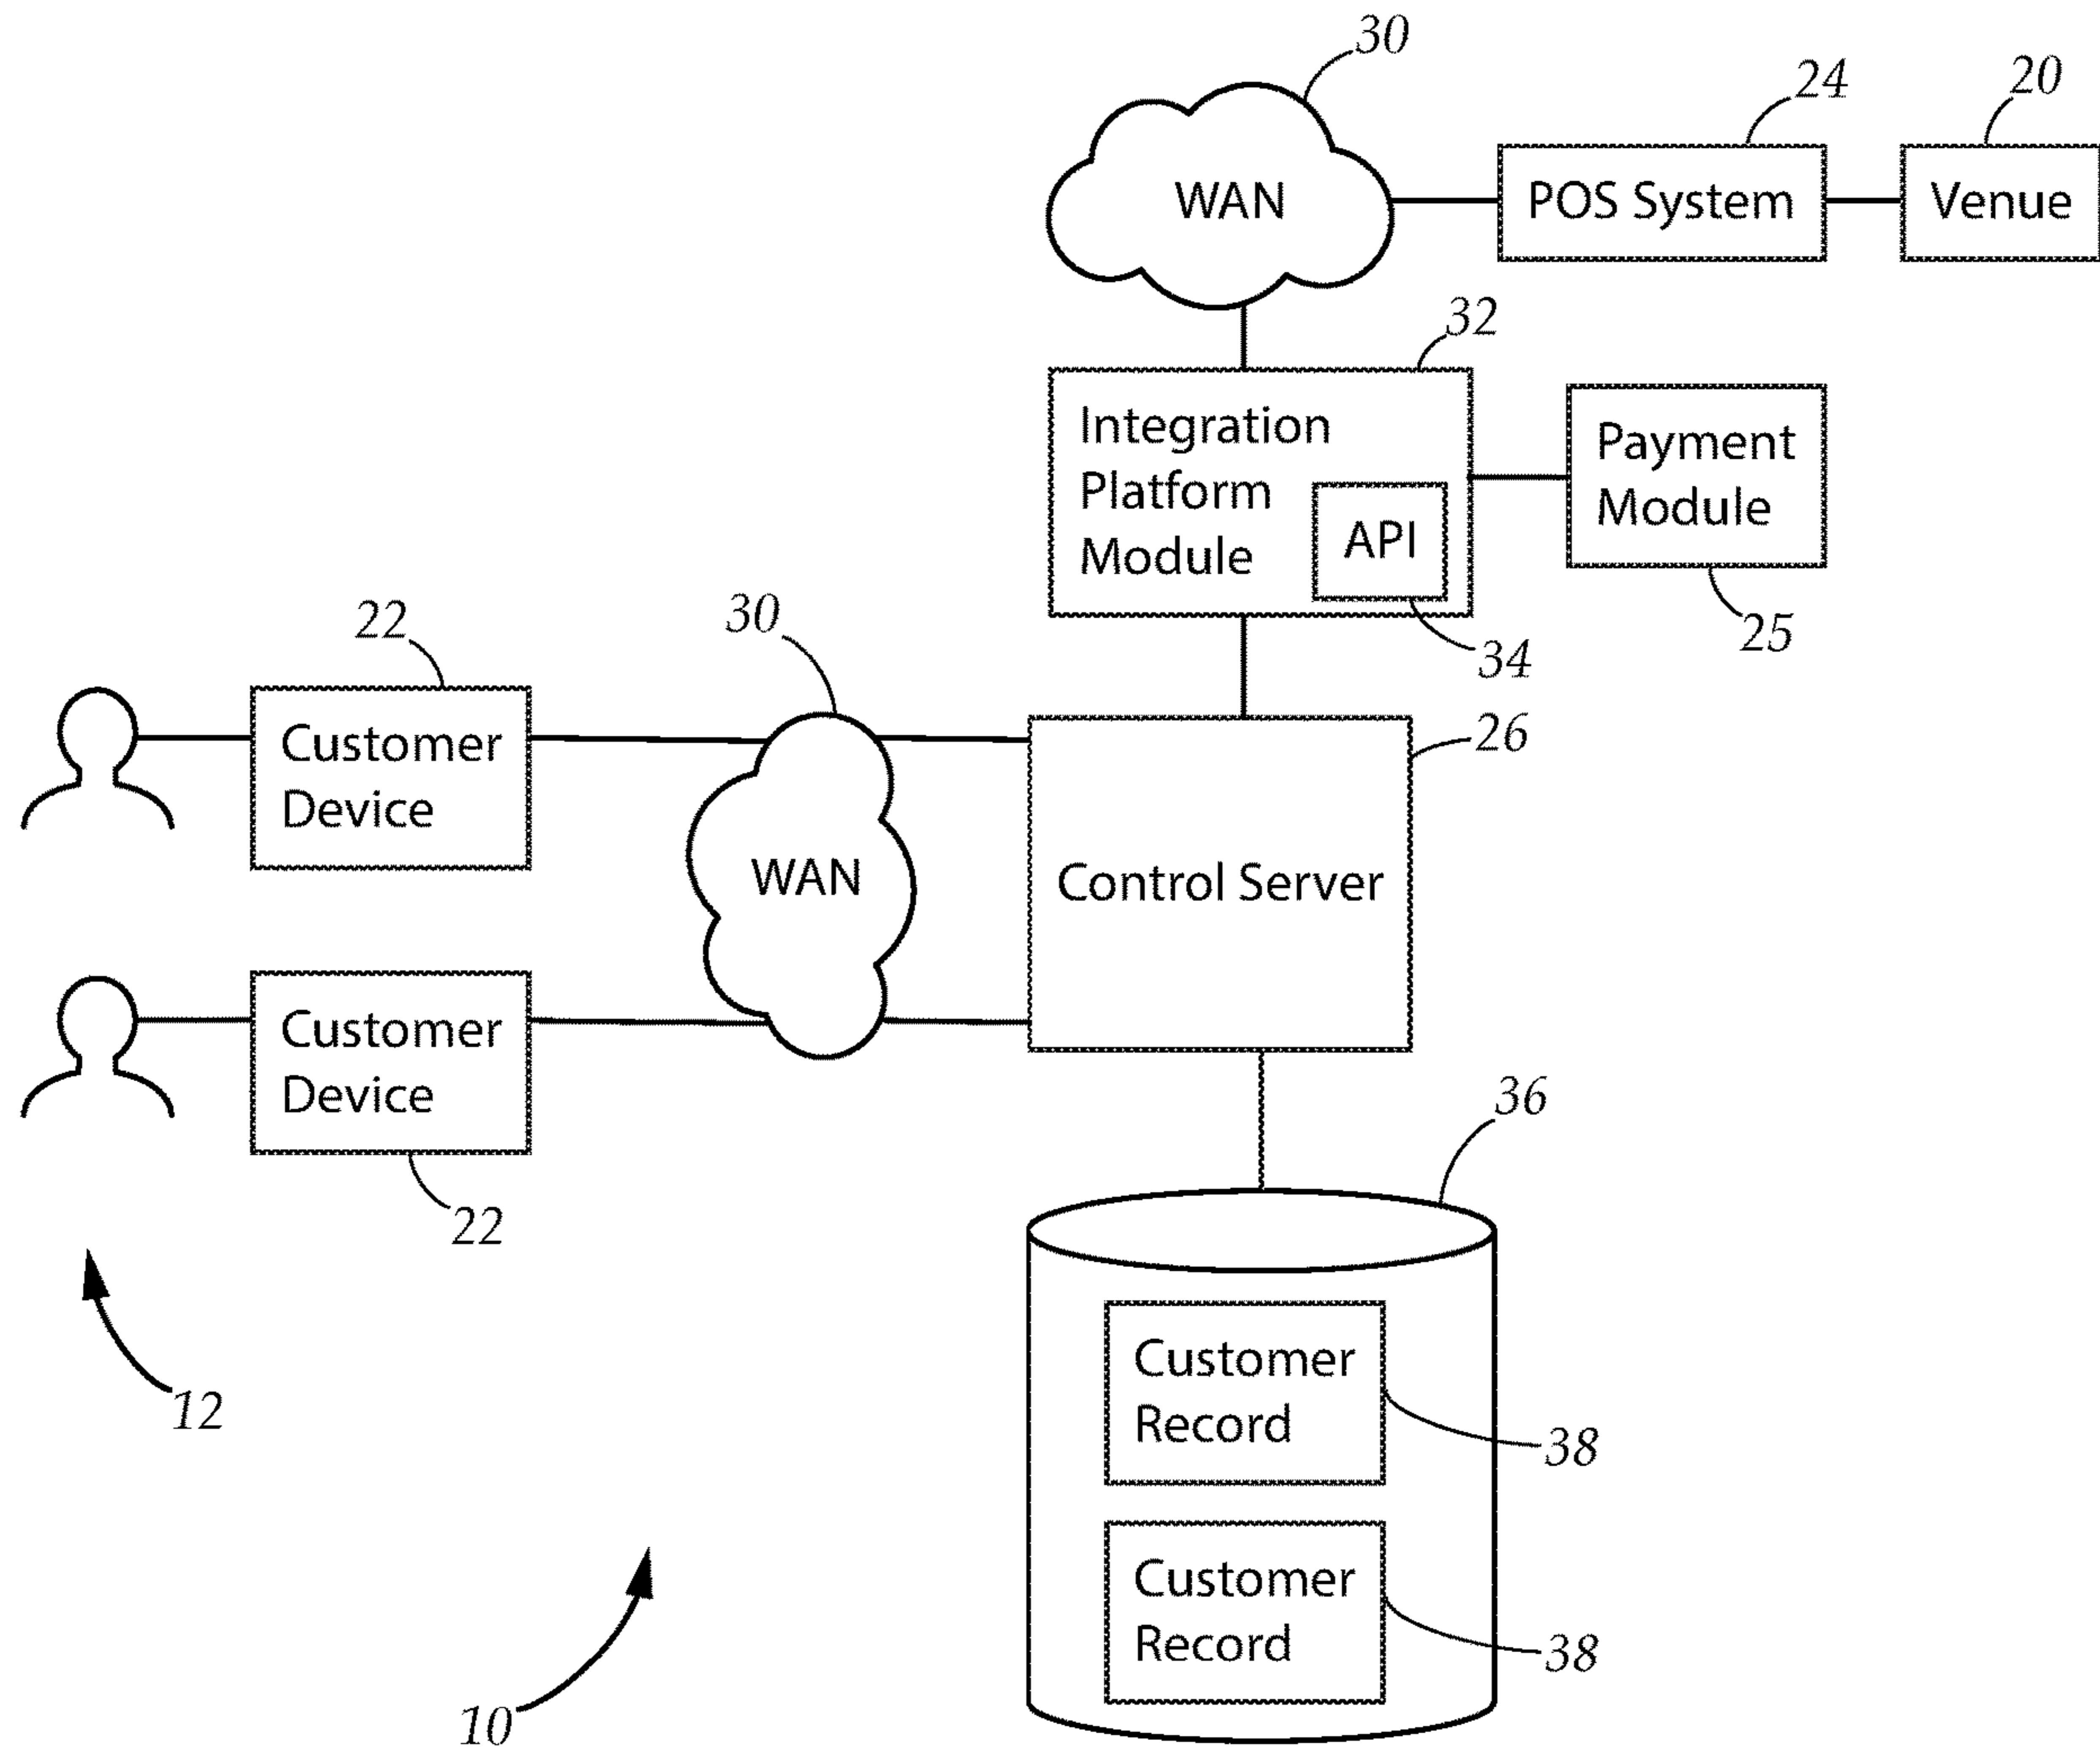 30
24
20
WAN
POS System
Venue
32
Integration
Platform
Module
API
Payment
Module
34
25
22
30
Customer
Device
26
WAN
Control Server
Customer
Device
22
36
12
Customer
Record
38
Customer
Record
38
10